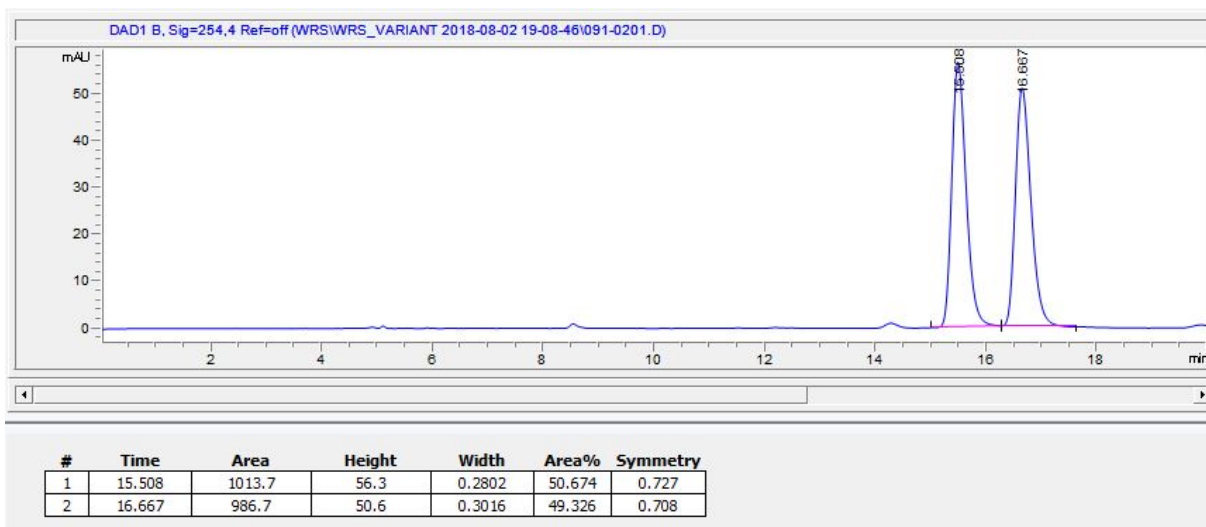 DAD1 B, Sig=254,4 Ref=off (WRS\WRS_VARIANT 2018-08-02 19-08-46\091-0201.D)
mAU
50
40
30
20
10
0
15.508
16.667
2 4 6 8 10 12 14 16 18 min
# Time Area Height Width Area% Symmetry
1 15.508 1013.7 56.3 0.2802 50.674 0.727
2 16.667 986.7 50.6 0.3016 49.326 0.708